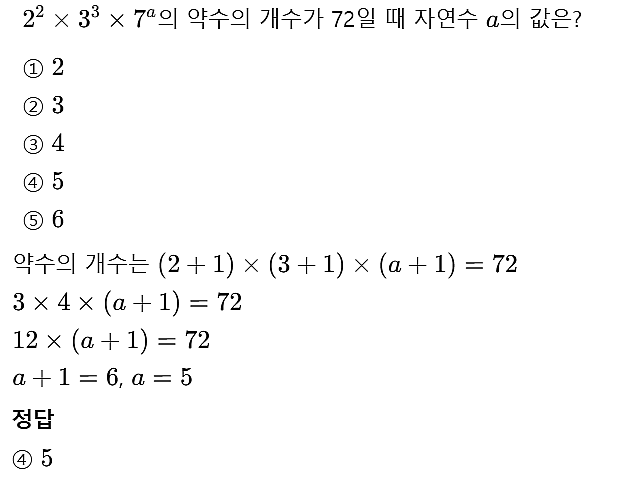 2² × 3³ × 7ᵃ의 약수의 개수가 72일 때 자연수 a의 값은?
① 2
② 3
③ 4
④ 5
⑤ 6
약수의 개수는 (2 + 1) × (3 + 1) × (a + 1) = 72
3 × 4 × (a + 1) = 72
12 × (a + 1) = 72
a + 1 = 6, a = 5
정답
④ 5